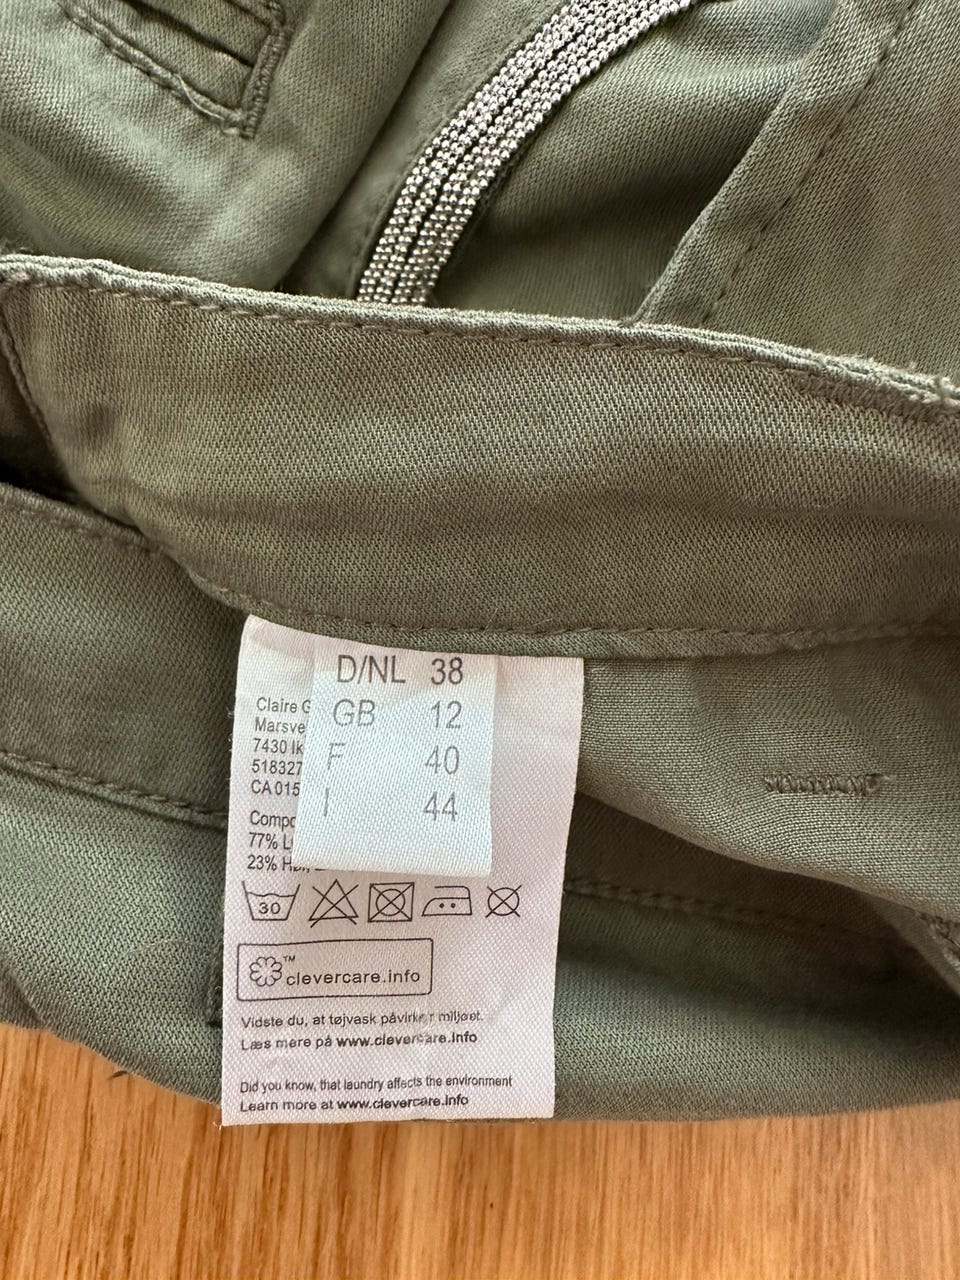 D/NL 38
GB 12
F 40
I 44
Claire G
Marsve
7430 Ik
518327
CA 015
Compo
77% L
23%
30
™
clevercare.info
Vidste du, at tøjvask påvirker miljøet.
Læs mere på www.clevercare.info
Did you know, that laundry affects the environment
Learn more at www.clevercare.info